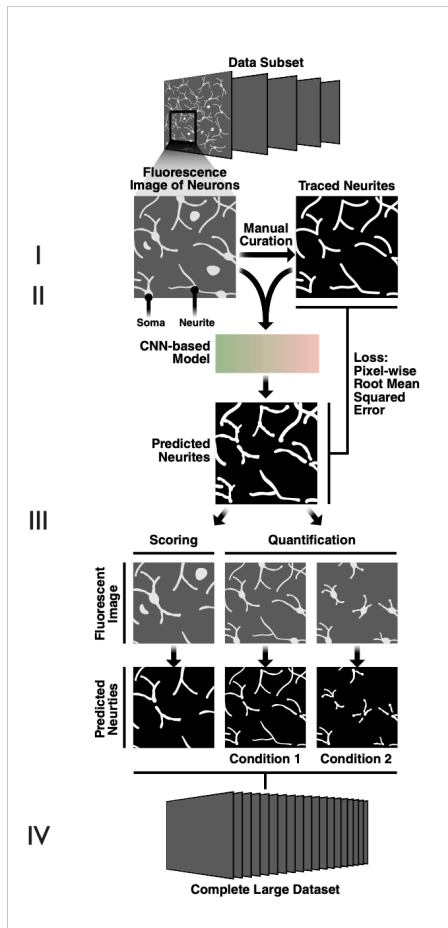 Data Subset
Fluorescence
Image of Neurons
Traced Neurites
Manual
Curation
I
II
Soma
Neurite
CNN-based
Model
Loss:
Pixel-wise
Root Mean
Squared
Error
Predicted
Neurites
III
Scoring
Quantification
Fluorescent
Image
Predicted
Neurties
Condition 1
Condition 2
IV
Complete Large Dataset